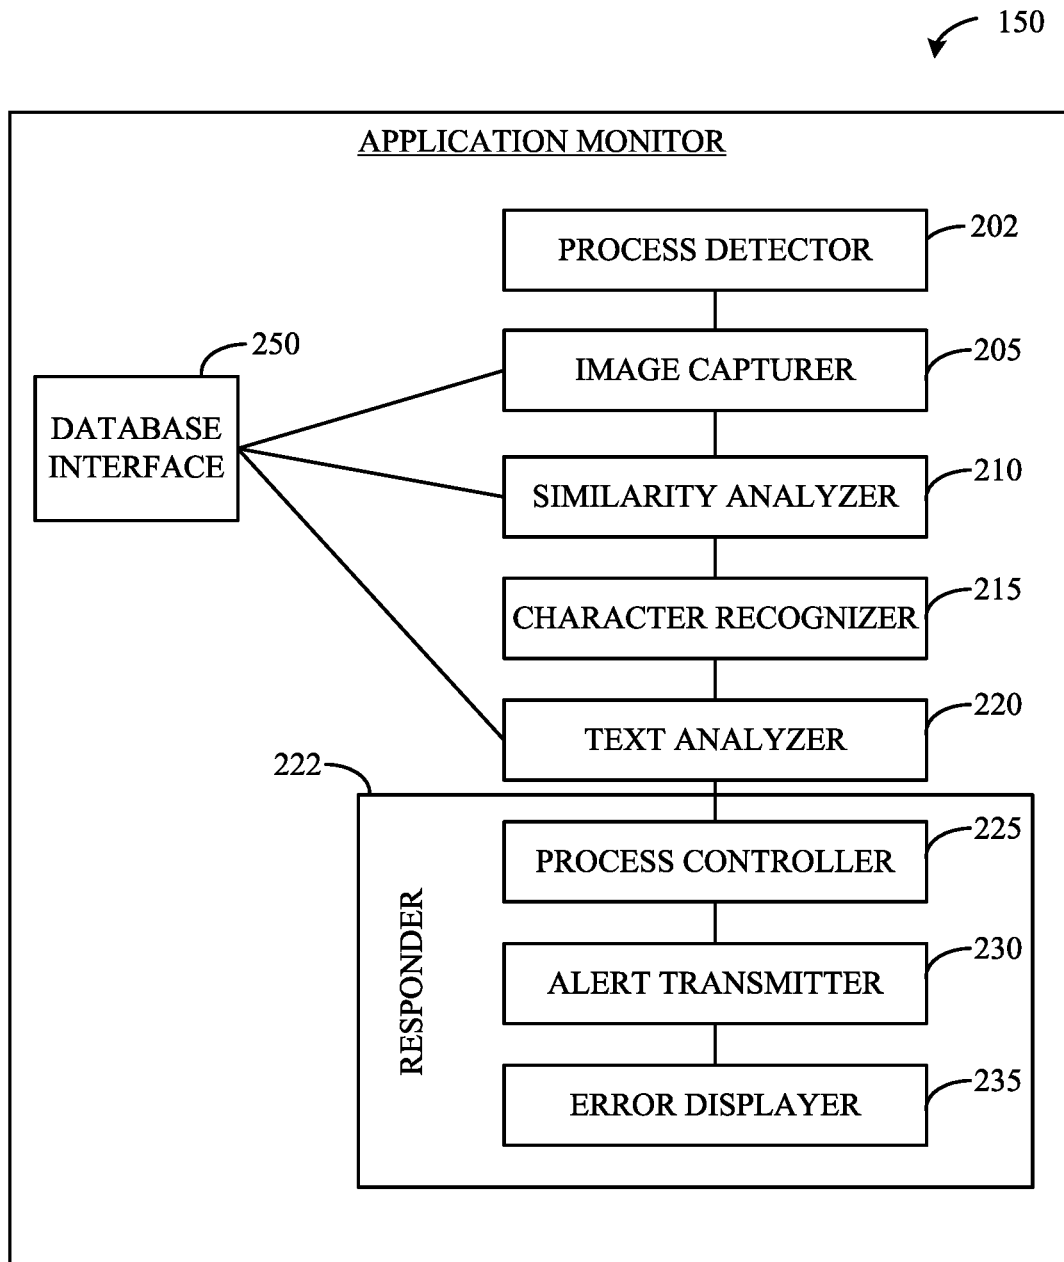 150
APPLICATION MONITOR
PROCESS DETECTOR
202
250
IMAGE CAPTURER
205
DATABASE
INTERFACE
SIMILARITY ANALYZER
210
CHARACTER RECOGNIZER
215
TEXT ANALYZER
220
222
RESPONDER
PROCESS CONTROLLER
225
ALERT TRANSMITTER
230
ERROR DISPLAYER
235